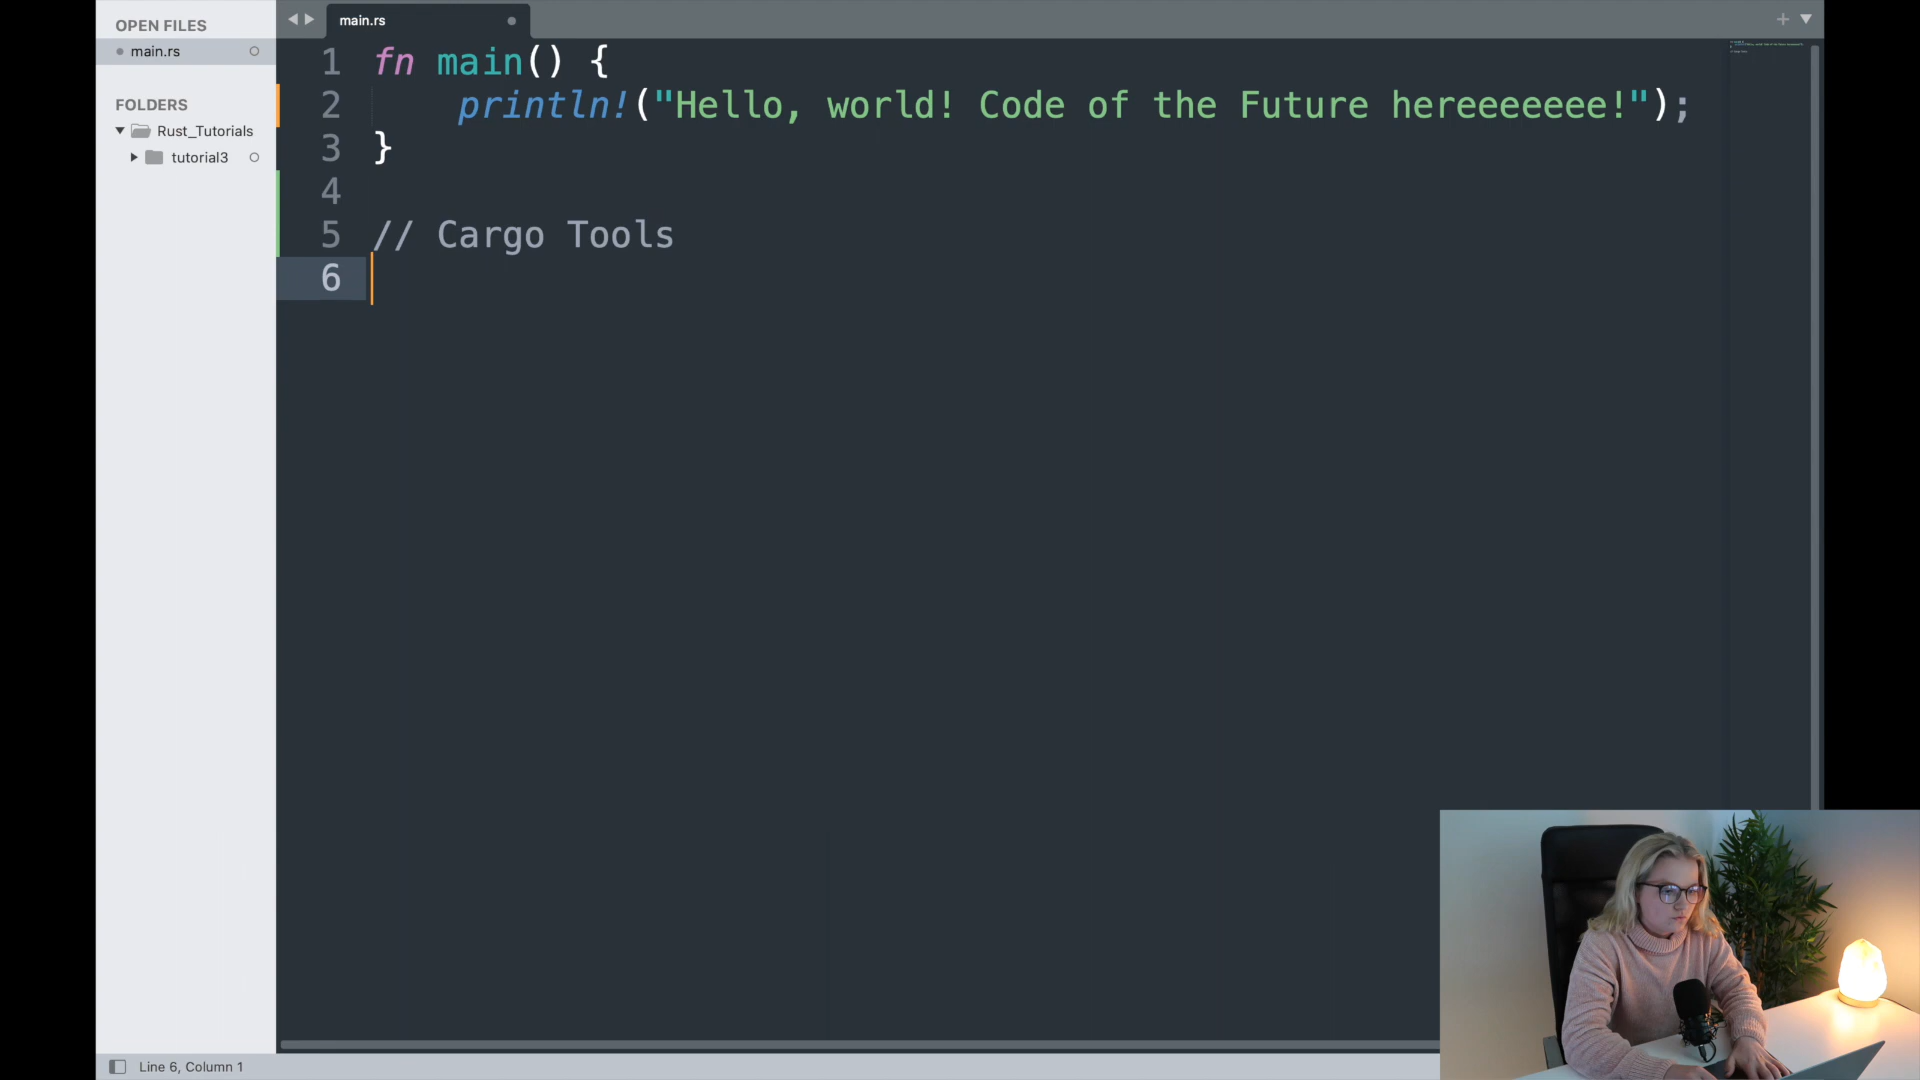 OPEN FILES
main.rs
FOLDERS
Rust_Tutorials
tutorial3
main.rs
1 fn main() {
2 println!("Hello, world! Code of the Future hereeeeeee!");
3 }
4
5 // Cargo Tools
6
Line 6, Column 1